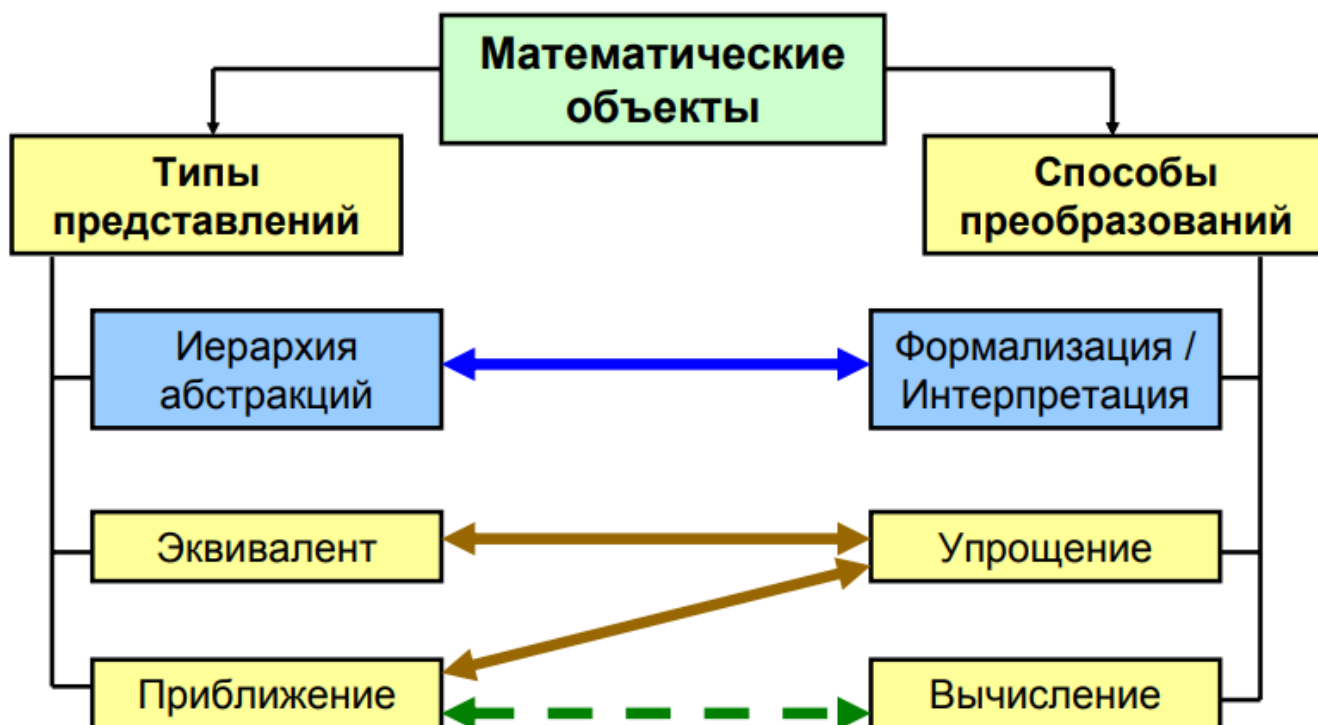 Математические
объекты
Типы
представлений
Способы
преобразований
Иерархия
абстракций
Формализация /
Интерпретация
Эквивалент
Упрощение
Приближение
Вычисление